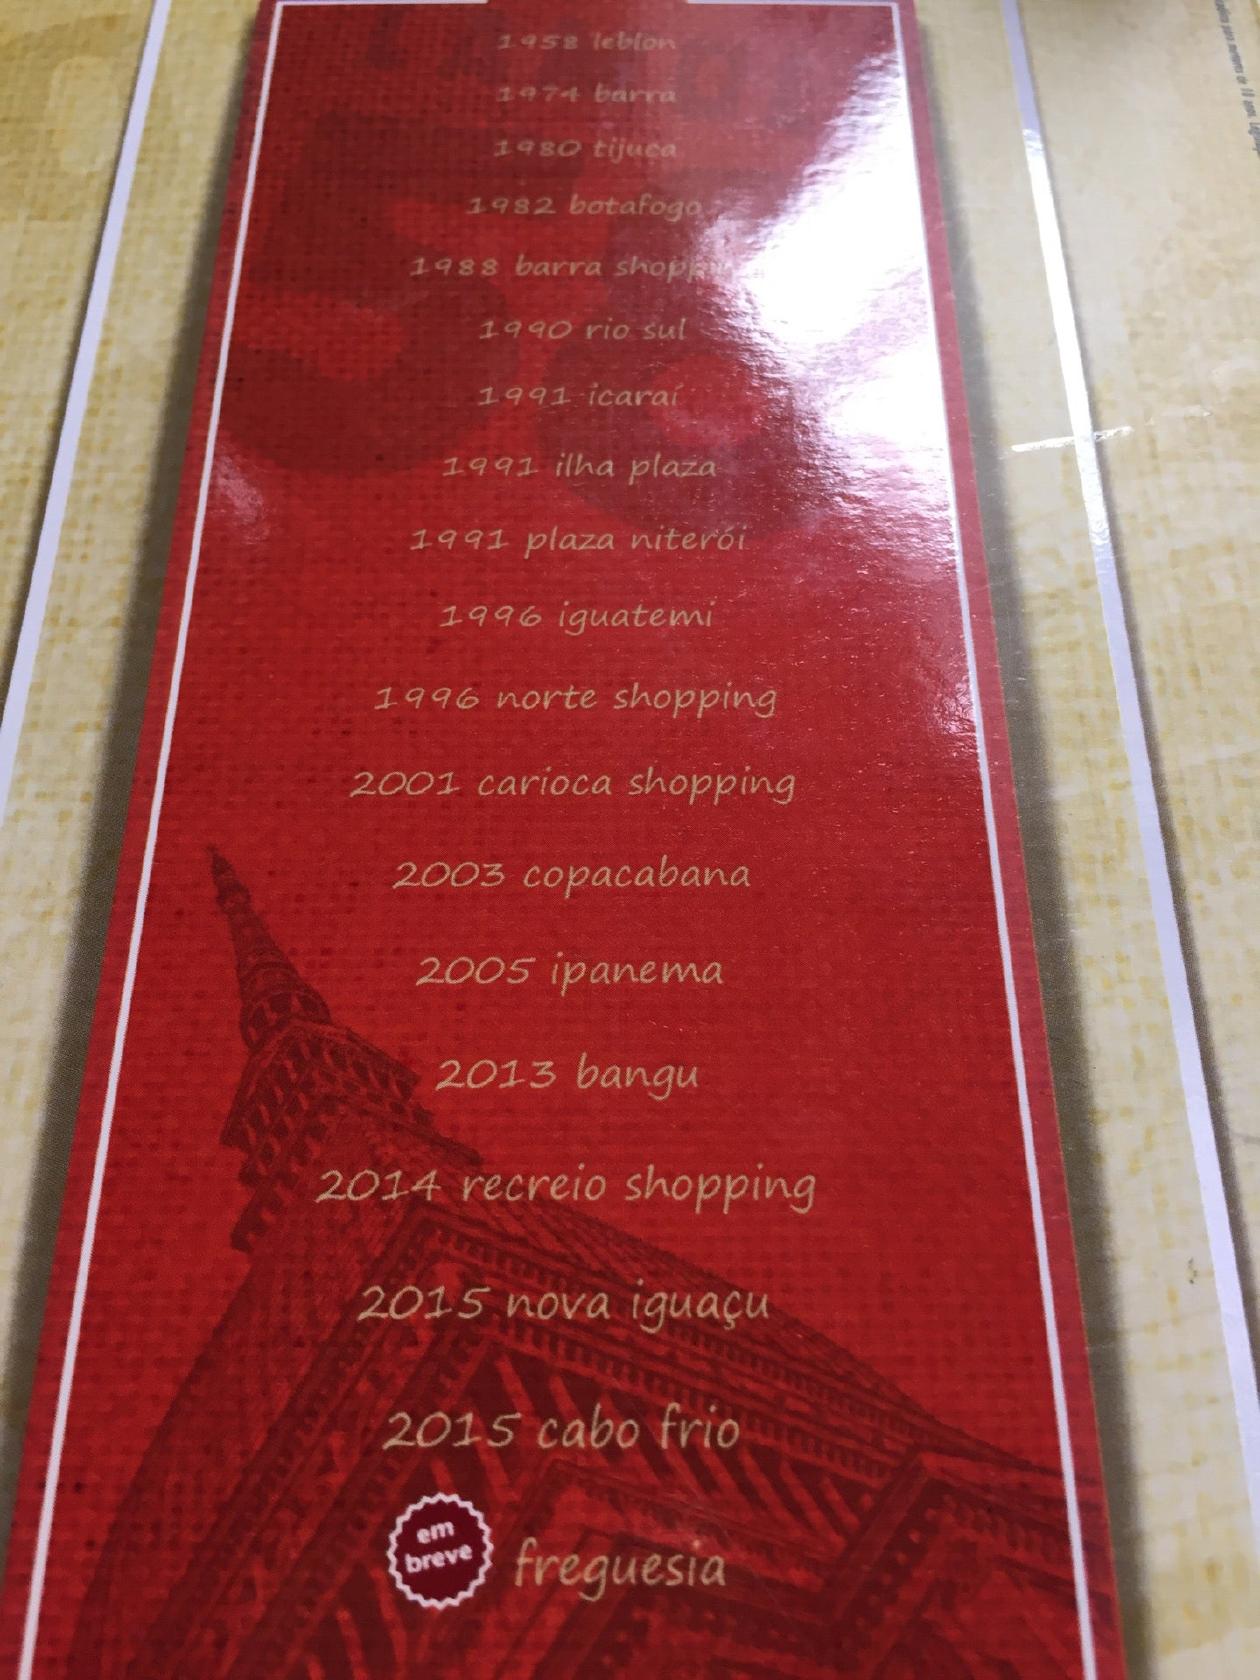 1958 leblon
1974 barra
1980 tijuca
1982 botafogo
1988 barra
1990 rio sul
1991 icaraí
1991 ilha plaza
1991 plaza niterói
1996 iguatemi
1996 norte shopping
2001 carioca shopping
2003 copacabana
2005 ipanema
2013 bangu
2014 recreio shopping
2015 nova iguaçu
2015 cabo frio
em
breve
freguesia